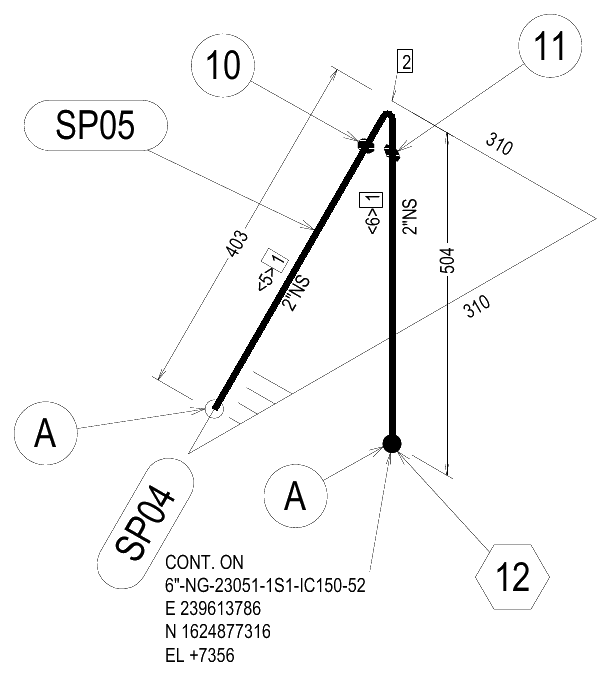 10
2
11
SP05
310
<6> 1
2"NS
403
<5> 1
2"NS
504
310
A
SP04
A
12
CONT. ON
6"-NG-23051-1S1-IC150-52
E 239613786
N 1624877316
EL +7356